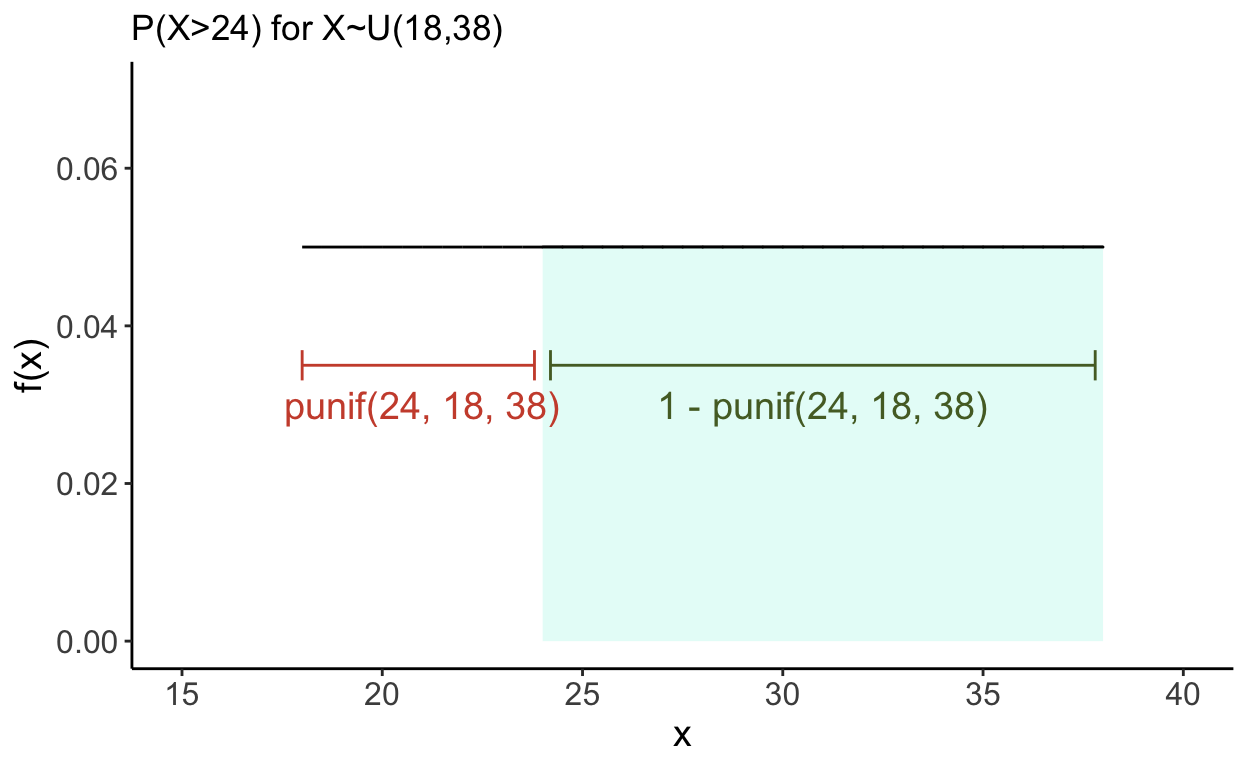 P(X>24) for X~U(18,38)
f(x)
0.06
0.04
0.02
0.00
punif(24, 18, 38)
1 - punif(24, 18, 38)
15 20 25 30 35 40
x